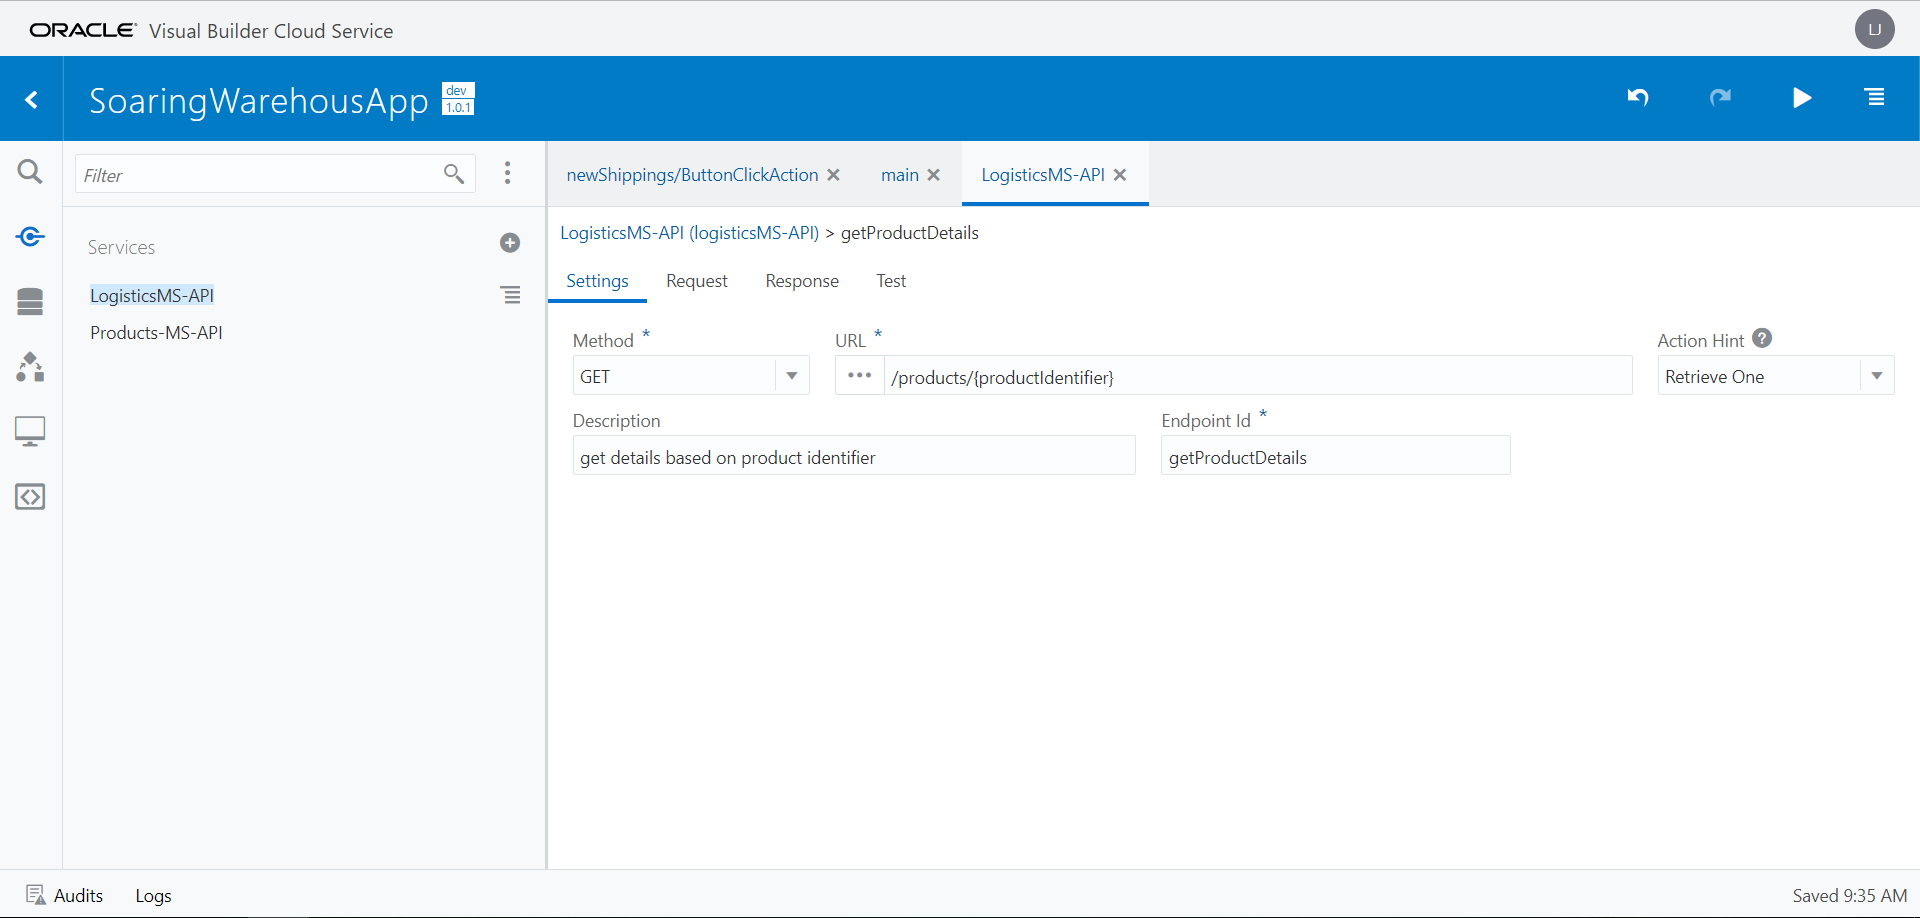 ORACLE Visual Builder Cloud Service
IJ
SoaringWarehousApp
dev
1.0.1
Filter
newShippings/ButtonClickAction
main
LogisticsMS-API
Services
LogisticsMS-API (logisticsMS-API) > getProductDetails
LogisticsMS-API
Products-MS-API
Settings
Request
Response
Test
Method *
URL *
Action Hint ?
GET
/products/{productIdentifier}
Retrieve One
Description
Endpoint Id *
get details based on product identifier
getProductDetails
Audits
Logs
Saved 9:35 AM